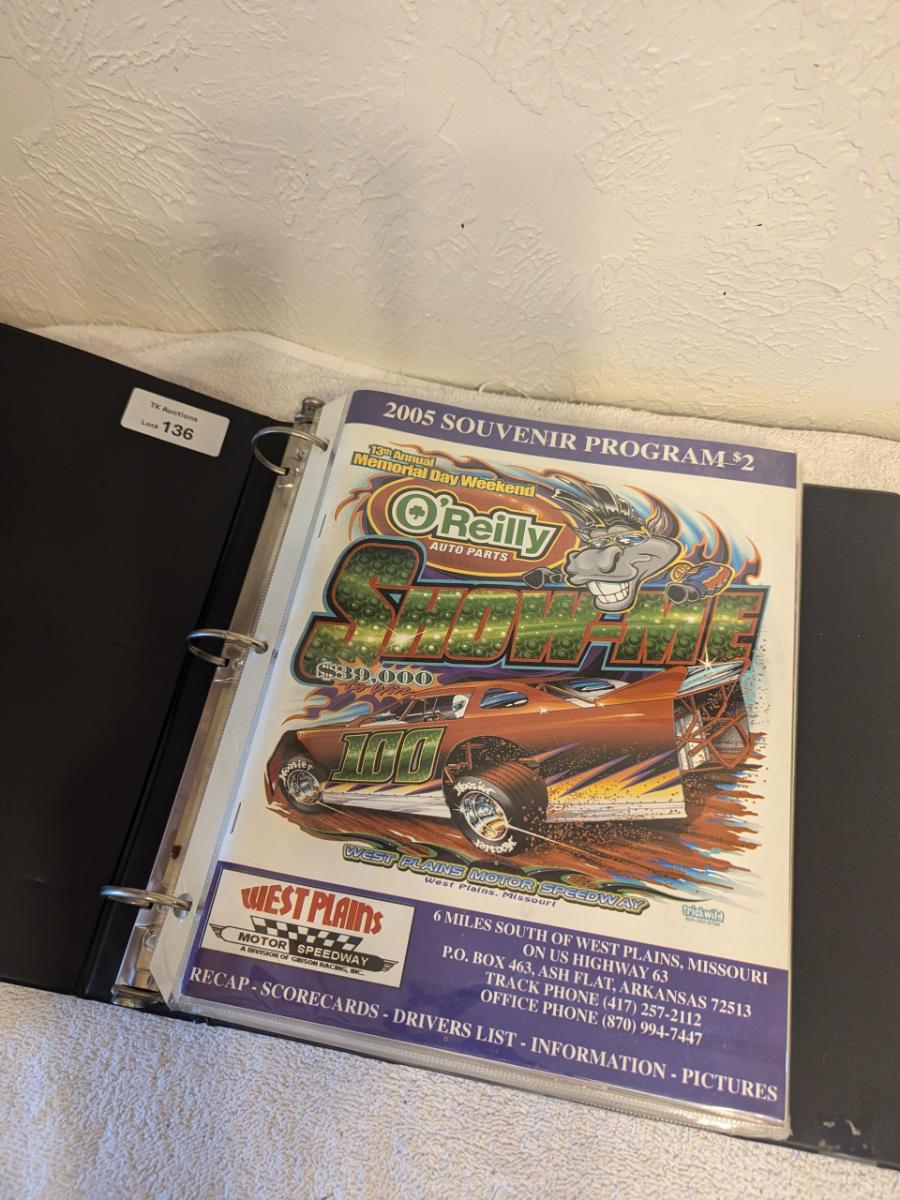 TK Auctions
Lot# 136
2005 SOUVENIR PROGRAM $2
13th Annual
Memorial Day Weekend
O'Reilly
AUTO PARTS
SHOW-ME
$39,000
to Win
100
Hoosier
Hoosier
WEST PLAINS MOTOR SPEEDWAY
West Plains, Missouri
trickwild
WEST PLAINS
MOTOR SPEEDWAY
A DIVISION OF GIBSON RACING, INC.
6 MILES SOUTH OF WEST PLAINS, MISSOURI
ON US HIGHWAY 63
P.O. BOX 463, ASH FLAT, ARKANSAS 72513
TRACK PHONE (417) 257-2112
OFFICE PHONE (870) 994-7447
RECAP - SCORECARDS - DRIVERS LIST - INFORMATION - PICTURES